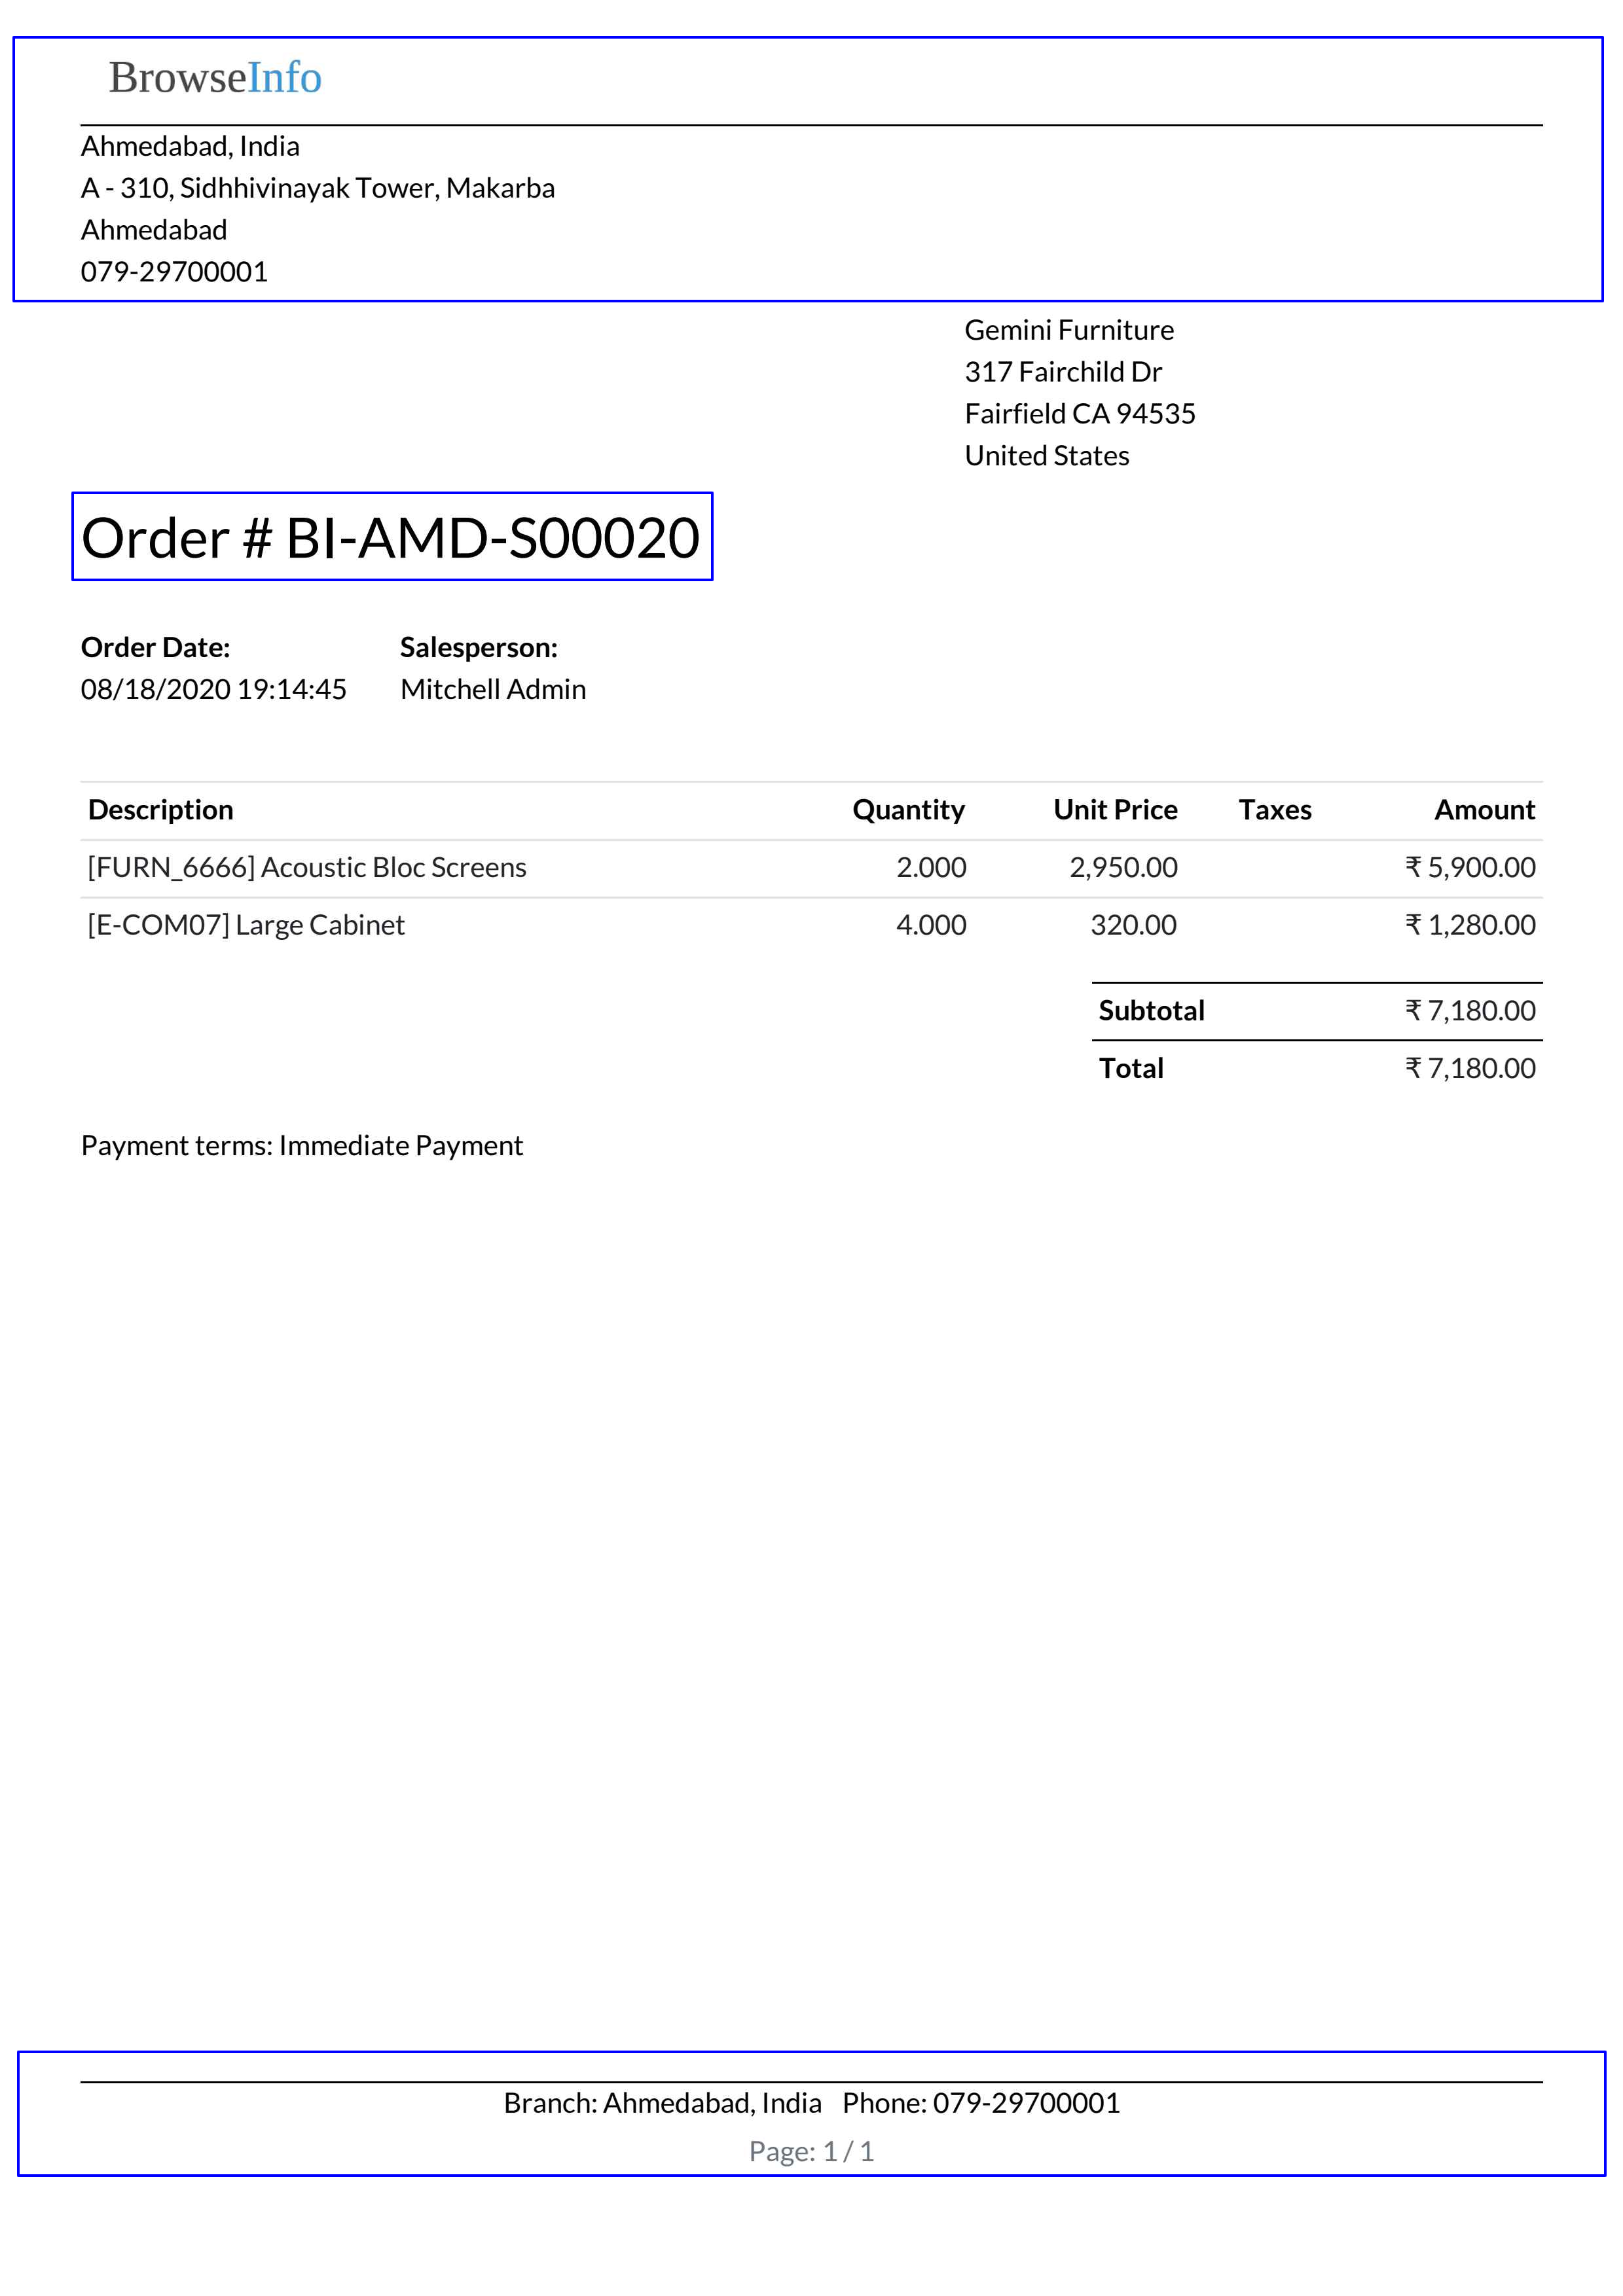 BrowseInfo
Ahmedabad, India
A - 310, Sidhhivinayak Tower, Makarba
Ahmedabad
079-29700001
Gemini Furniture
317 Fairchild Dr
Fairfield CA 94535
United States
Order # BI-AMD-S00020
Order Date: Salesperson:
08/18/2020 19:14:45 Mitchell Admin
Description Quantity Unit Price Taxes Amount
[FURN_6666] Acoustic Bloc Screens 2.000 2,950.00 ₹ 5,900.00
[E-COM07] Large Cabinet 4.000 320.00 ₹ 1,280.00
Subtotal ₹ 7,180.00
Total ₹ 7,180.00
Payment terms: Immediate Payment
Branch: Ahmedabad, India Phone: 079-29700001
Page: 1 / 1